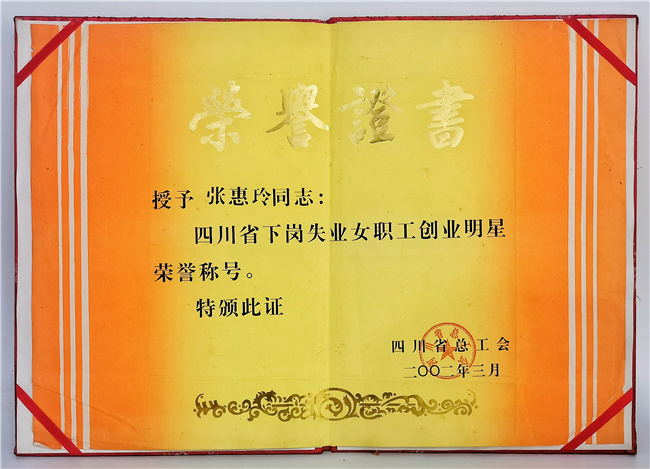 榮譽證書
授予 张惠玲同志：
四川省下岗失业女职工创业明星
荣誉称号。
特颁此证
四川省总工会
二〇〇二年三月